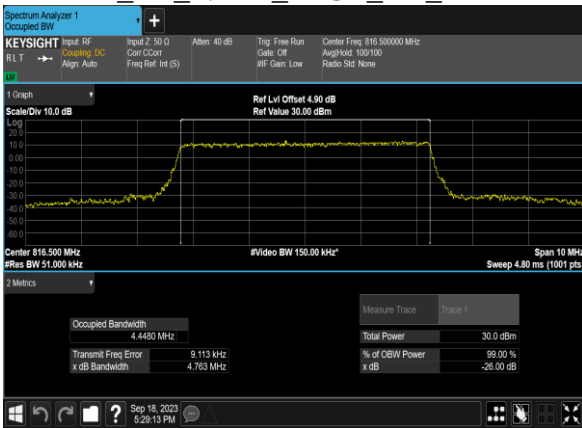 Spectrum Analyzer 1
Occupied BW
KEYSIGHT
R L T
LW
Input: RF
Coupling: DC
Align: Auto
Input Z: 50 Ω
Corr CCorr
Freq Ref: Int (S)
Atten: 40 dB
Trig: Free Run
Gate: Off
#IF Gain: Low
Center Freq: 816.500000 MHz
Avg|Hold: 100/100
Radio Std: None
1 Graph
Scale/Div 10.0 dB
Ref Lvl Offset 4.90 dB
Ref Value 30.00 dBm
Log
20.0
10.0
0.00
-10.0
-20.0
-30.0
-40.0
-50.0
-60.0
Center 816.500 MHz
#Video BW 150.00 kHz*
Span 10 MHz
#Res BW 51.000 kHz
Sweep 4.80 ms (1001 pts
2 Metrics
Measure Trace Trace 1
Occupied Bandwidth
4.4480 MHz
Total Power 30.0 dBm
Transmit Freq Error 9.113 kHz
% of OBW Power 99.00 %
x dB Bandwidth 4.763 MHz
x dB -26.00 dB
Sep 18, 2023
5:29:13 PM